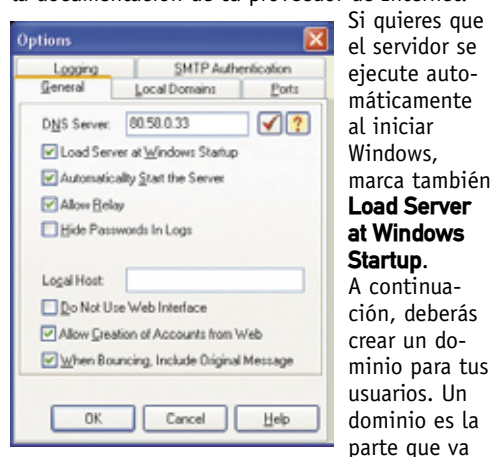 la documentación de tu proveedor de Internet.
Options
Logging
SMTP Authentication
General
Local Domains
Ports
DNS Server:
80.58.0.33
?
Load Server at Windows Startup
Automatically Start the Server
Allow Relay
Hide Passwords In Logs
Local Host:
Do Not Use Web Interface
Allow Creation of Accounts from Web
When Bouncing, Include Original Message
OK
Cancel
Help
Si quieres que
el servidor se
ejecute auto-
máticamente
al iniciar
Windows,
marca también
Load Server
at Windows
Startup.
A continua-
ción, deberás
crear un do-
minio para tus
usuarios. Un
dominio es la
parte que va